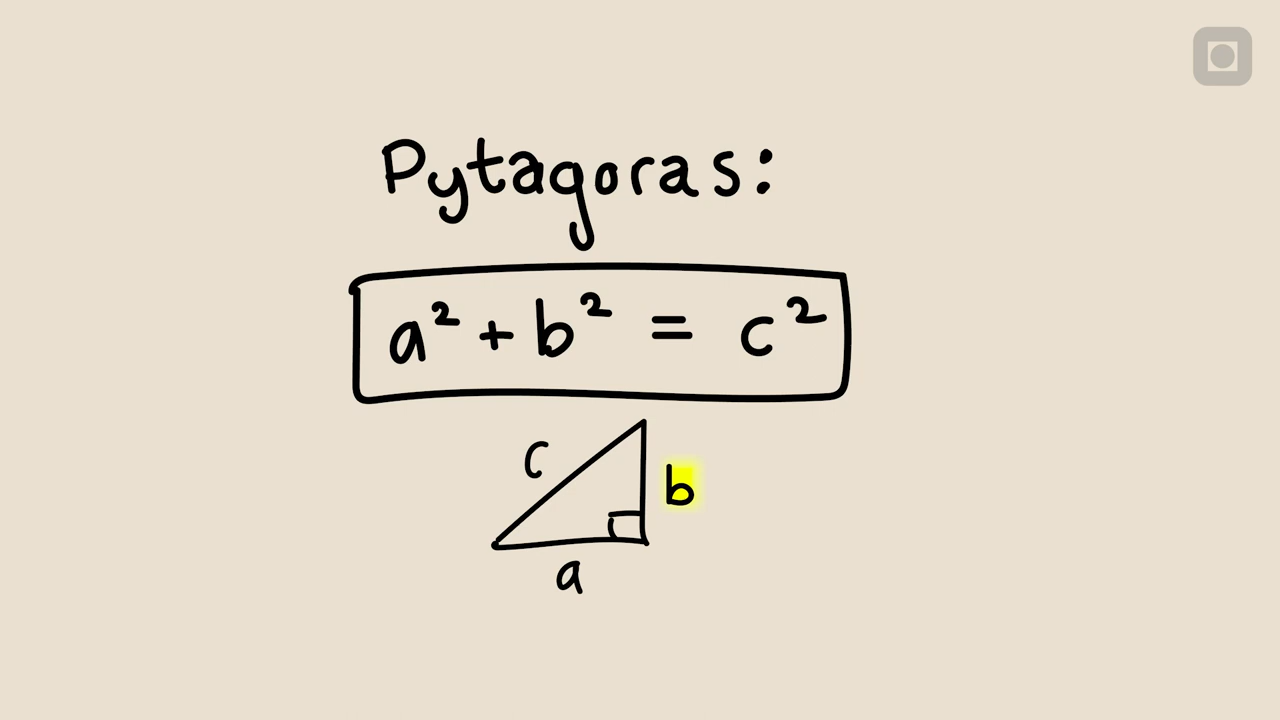 Pytagoras:
a² + b² = c²
c
b
a